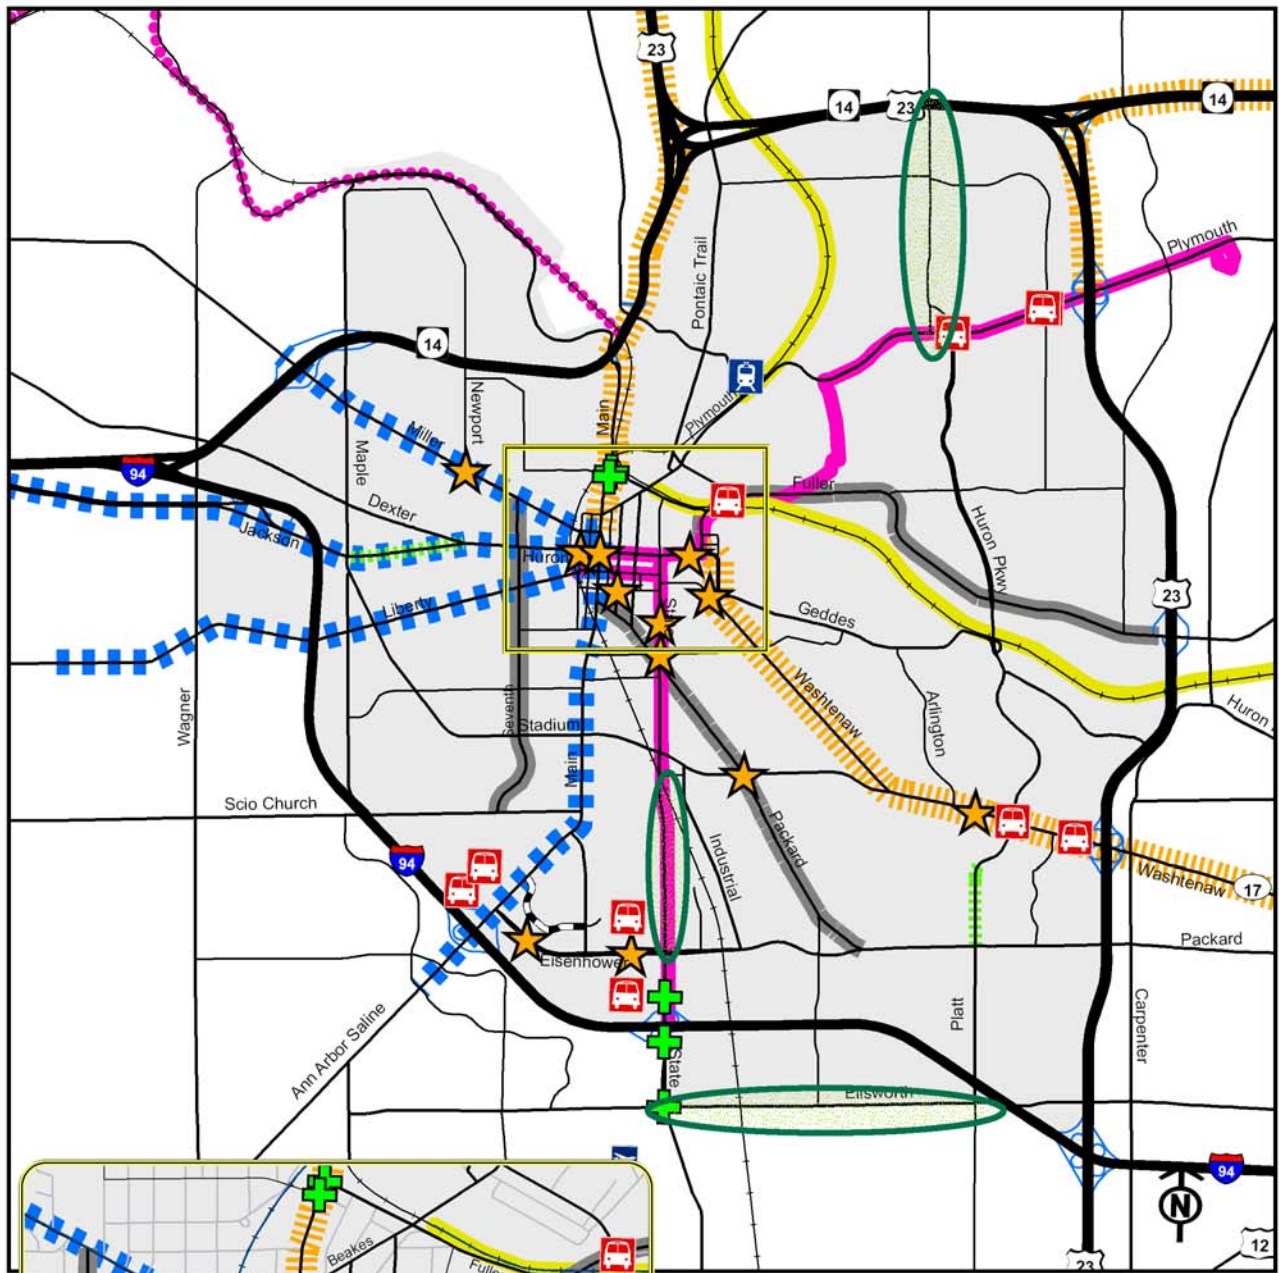 23
14
23
14
Plymouth
Pontaic Trail
14
Newport
Main
Plymouth
Miller
Maple
94
Fuller
Dexter
Jackson
Huron
Huron Pkwy
Liberty
Geddes
23
Wagner
Seventh
Stadium
Main
Washtenaw
Arlington
Huron
Scio Church
Industrial
Packard
94
Washtenaw
17
Eisenhower
Packard
Ann Arbor Saline
State
Platt
Carpenter
Ellsworth
94
N
12
23
Beakes
Fuller